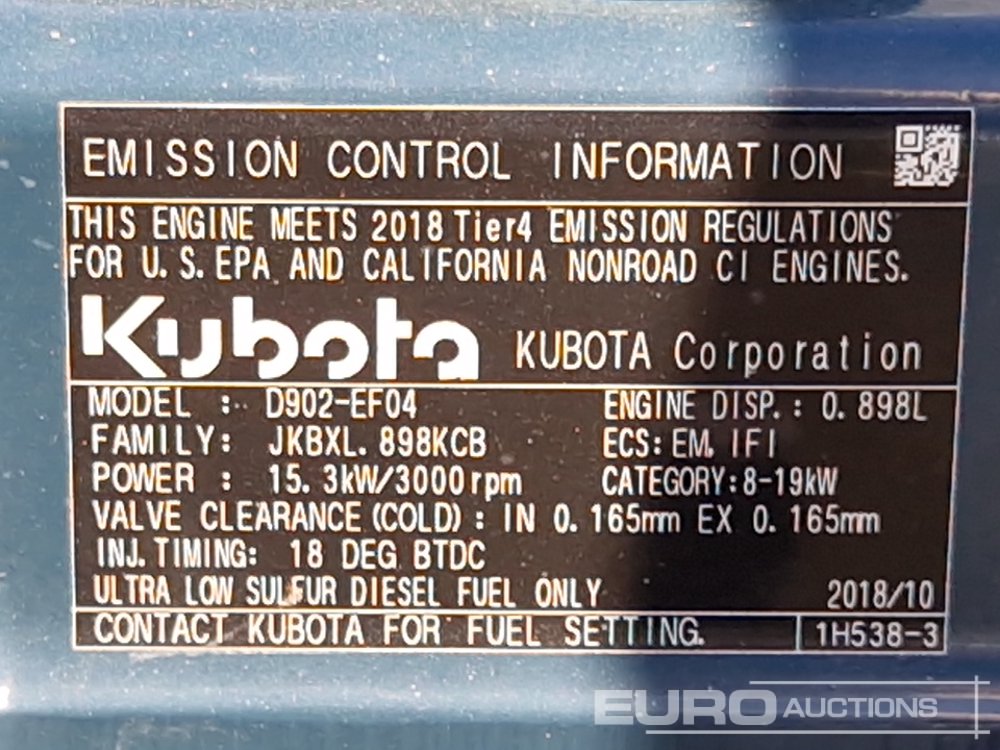 EMISSION CONTROL INFORMATION
THIS ENGINE MEETS 2018 Tier4 EMISSION REGULATIONS
FOR U.S.EPA AND CALIFORNIA NONROAD CI ENGINES.
Kubota KUBOTA Corporation
MODEL : D902-EF04 ENGINE DISP.: 0.898L
FAMILY: JKBXL.898KCB ECS: EM, IFI
POWER : 15.3kW/3000rpm CATEGORY:8-19kW
VALVE CLEARANCE(COLD): IN 0.165mm EX 0.165mm
INJ.TIMING: 18 DEG BTDC
ULTRA LOW SULFUR DIESEL FUEL ONLY 2018/10
CONTACT KUBOTA FOR FUEL SETTING. 1H538-3
EURO AUCTIONS